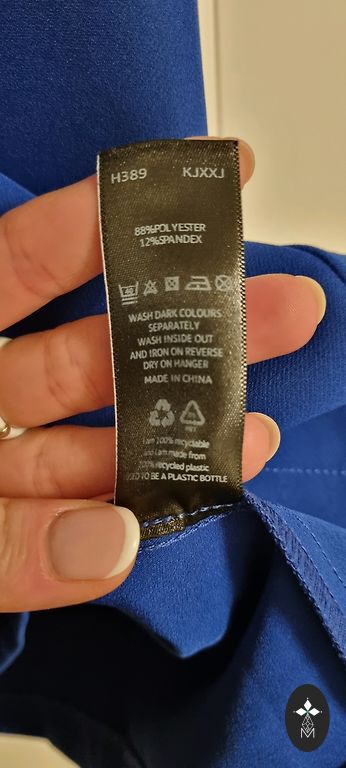 H389 KJXXJ
88%POLYESTER
12%SPANDEX
40
WASH DARK COLOURS
SEPARATELY
WASH INSIDE OUT
AND IRON ON REVERSE
DRY ON HANGER
MADE IN CHINA
I am 100% recyclable
and i am made from
100% recycled plastic
USED TO BE A PLASTIC BOTTLE
M